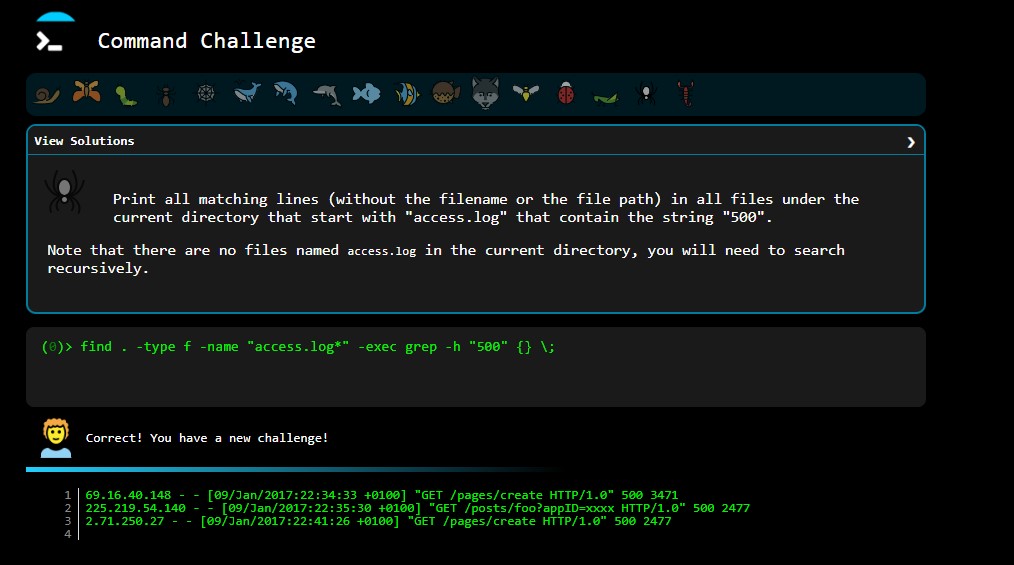 Command Challenge
View Solutions
Print all matching lines (without the filename or the file path) in all files under the
current directory that start with "access.log" that contain the string "500".
Note that there are no files named access.log in the current directory, you will need to search
recursively.
(0)> find . -type f -name "access.log*" -exec grep -h "500" {} \;
Correct! You have a new challenge!
1 69.16.40.148 - - [09/Jan/2017:22:34:33 +0100] "GET /pages/create HTTP/1.0" 500 3471
2 225.219.54.140 - - [09/Jan/2017:22:35:30 +0100] "GET /posts/foo?appID=xxxx HTTP/1.0" 500 2477
3 2.71.250.27 - - [09/Jan/2017:22:41:26 +0100] "GET /pages/create HTTP/1.0" 500 2477
4